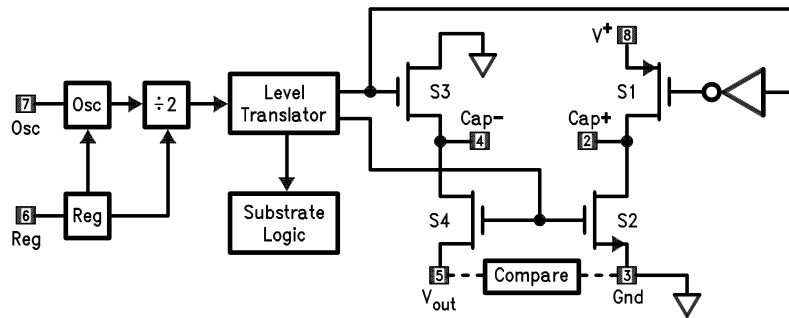 V+
8
7
Osc
Osc
÷2
Level
Translator
S3
S1
Cap-
4
Cap+
2
6
Reg
Reg
Substrate
Logic
S4
S2
5
Vout
Compare
3
Gnd